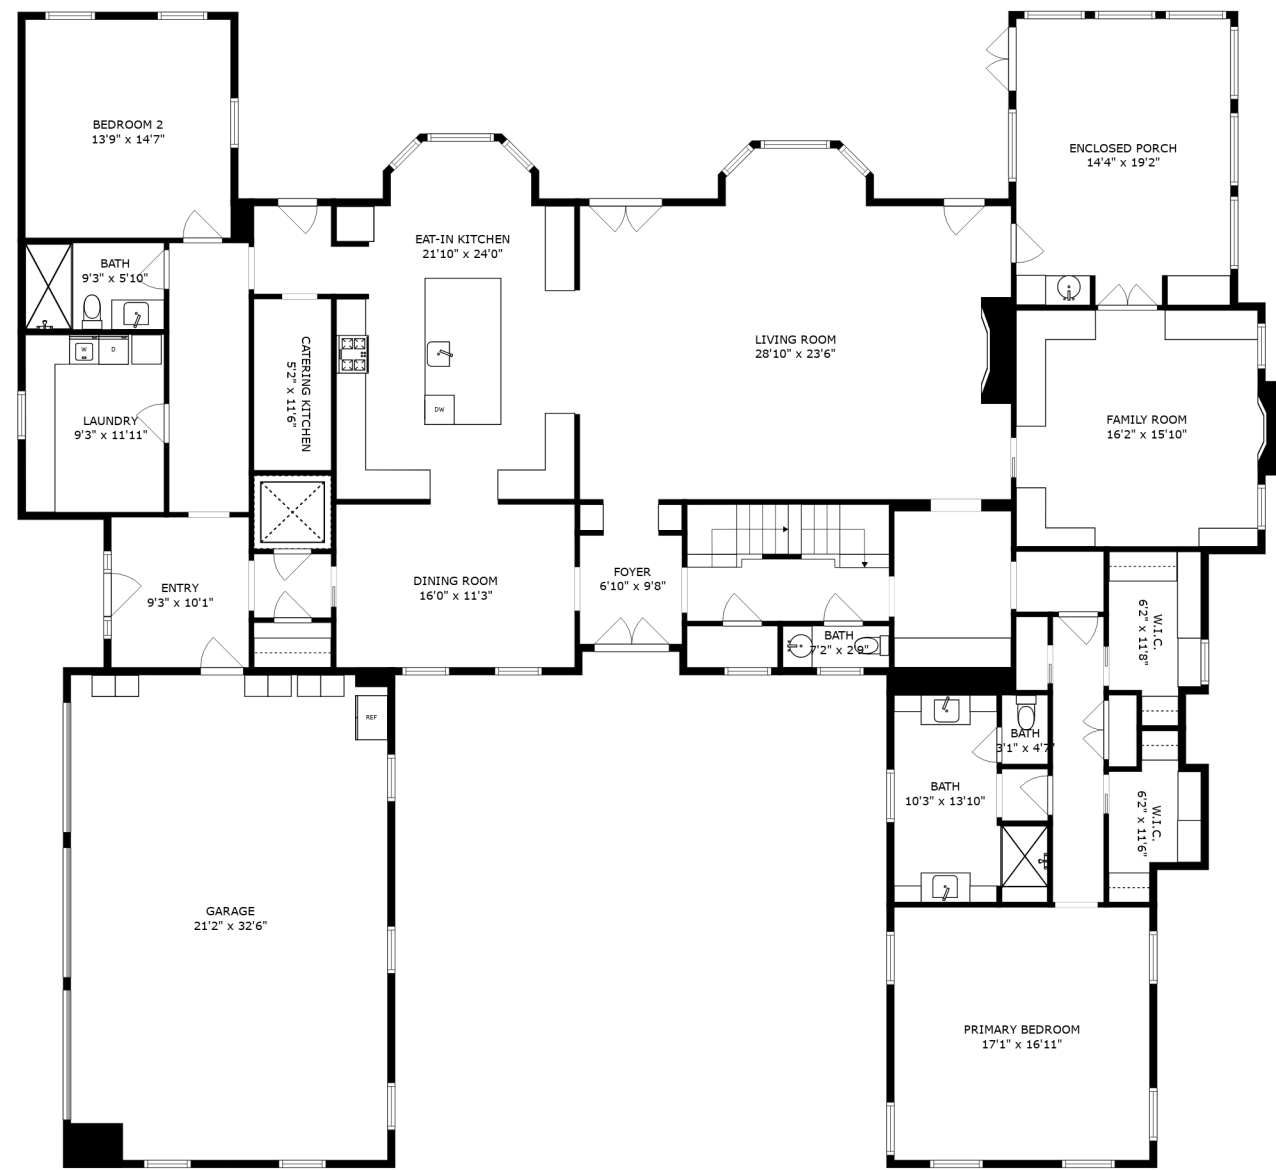 BEDROOM 2
13'9" x 14'7"
ENCLOSED PORCH
14'4" x 19'2"
EAT-IN KITCHEN
21'10" x 24'0"
BATH
9'3" x 5'10"
LIVING ROOM
28'10" x 23'6"
W
D
CATERING KITCHEN
5'2" x 11'6"
DW
LAUNDRY
9'3" x 11'11"
FAMILY ROOM
16'2" x 15'10"
ENTRY
9'3" x 10'1"
DINING ROOM
16'0" x 11'3"
FOYER
6'10" x 9'8"
BATH
7'2" x 2'9"
W.I.C.
6'2" x 11'8"
REF
BATH
3'1" x 4'7"
BATH
10'3" x 13'10"
W.I.C.
6'2" x 11'6"
GARAGE
21'2" x 32'6"
PRIMARY BEDROOM
17'1" x 16'11"